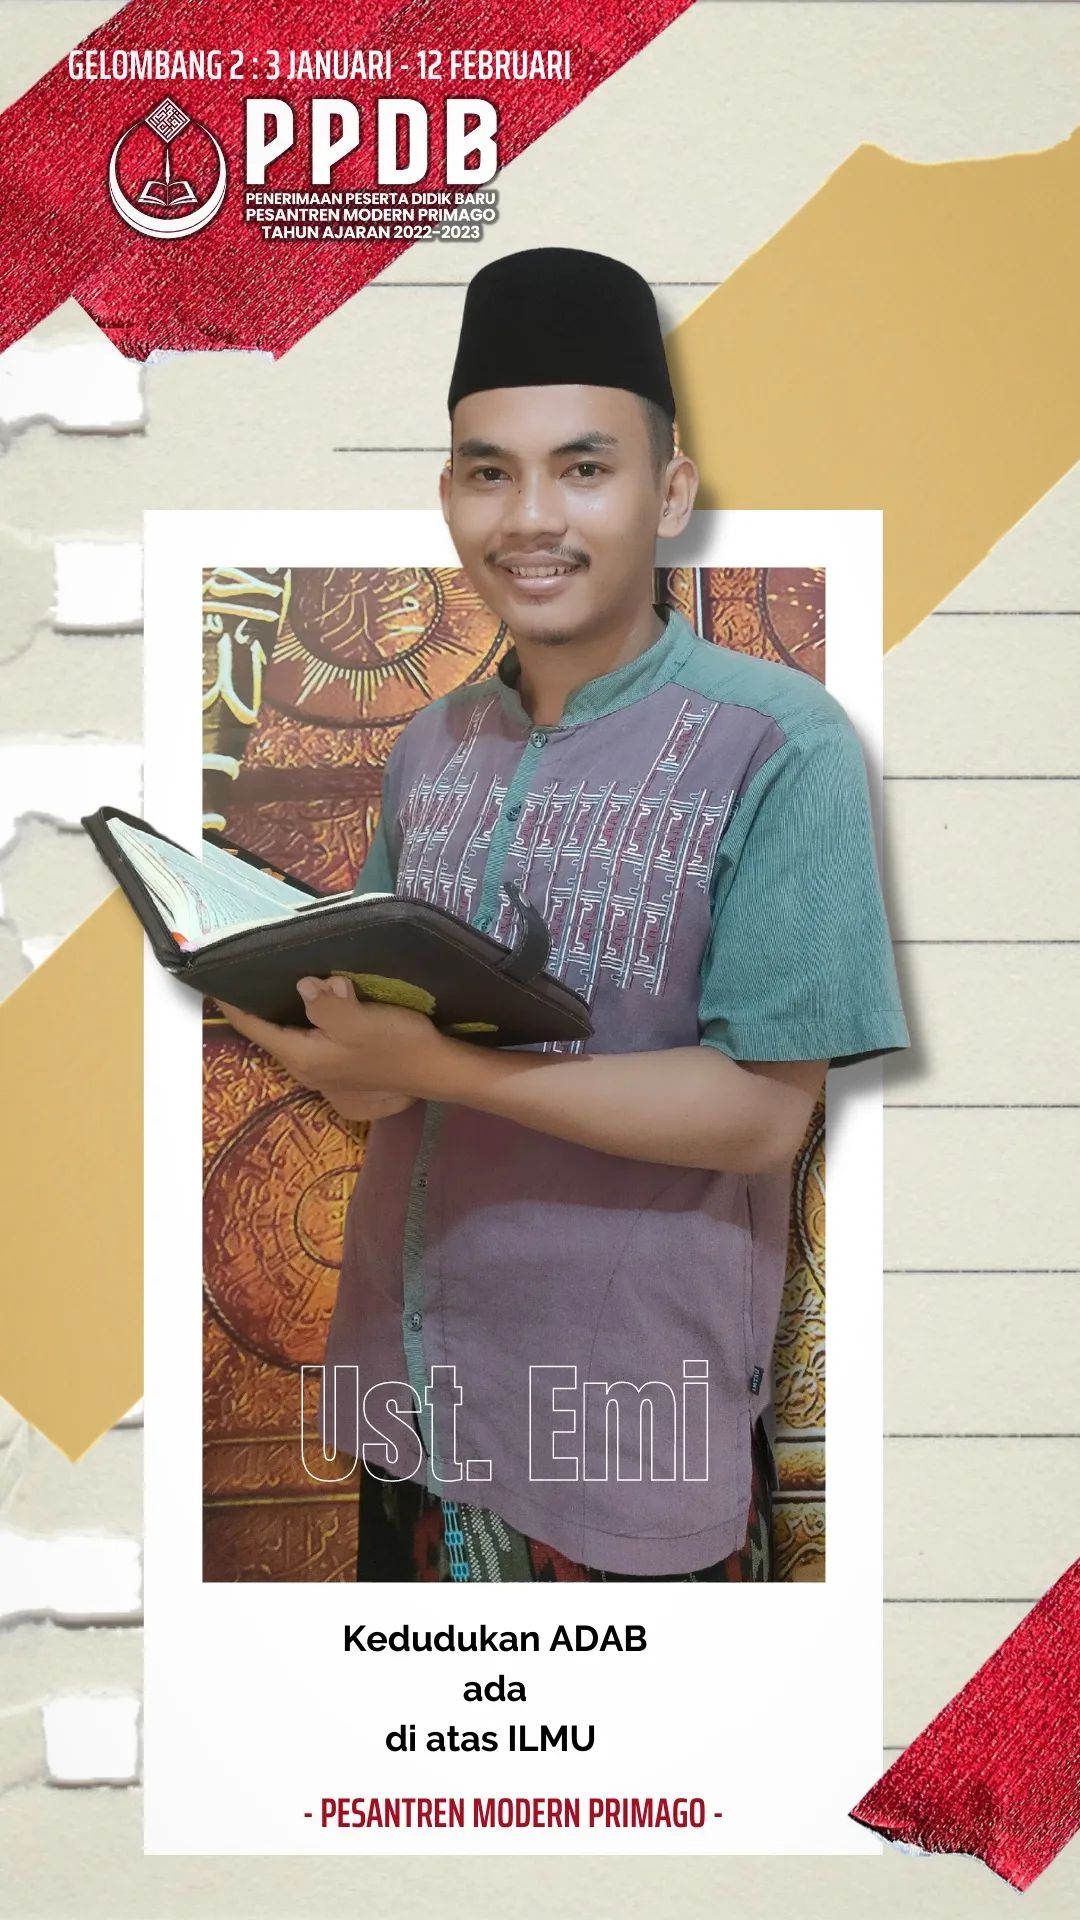 GELOMBANG 2 : 3 JANUARI - 12 FEBRUARI
PPDB
PENERIMAAN PESERTA DIDIK BARU
PESANTREN MODERN PRIMAGO
TAHUN AJARAN 2022-2023
Ust. Emi
Kedudukan ADAB
ada
di atas ILMU
- PESANTREN MODERN PRIMAGO -